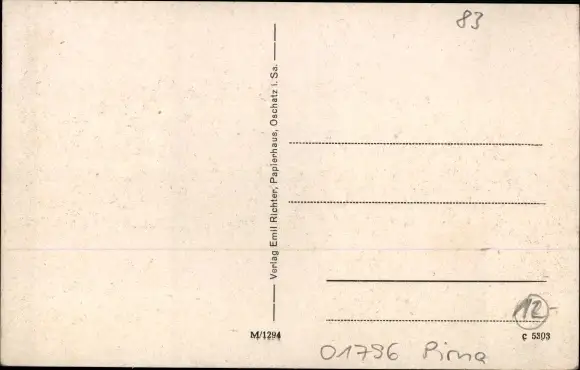 83
Verlag Emil Richter, Papierhaus, Oschatz i. Sa.
12.-
M/1294
c 5303
01796 Pirna